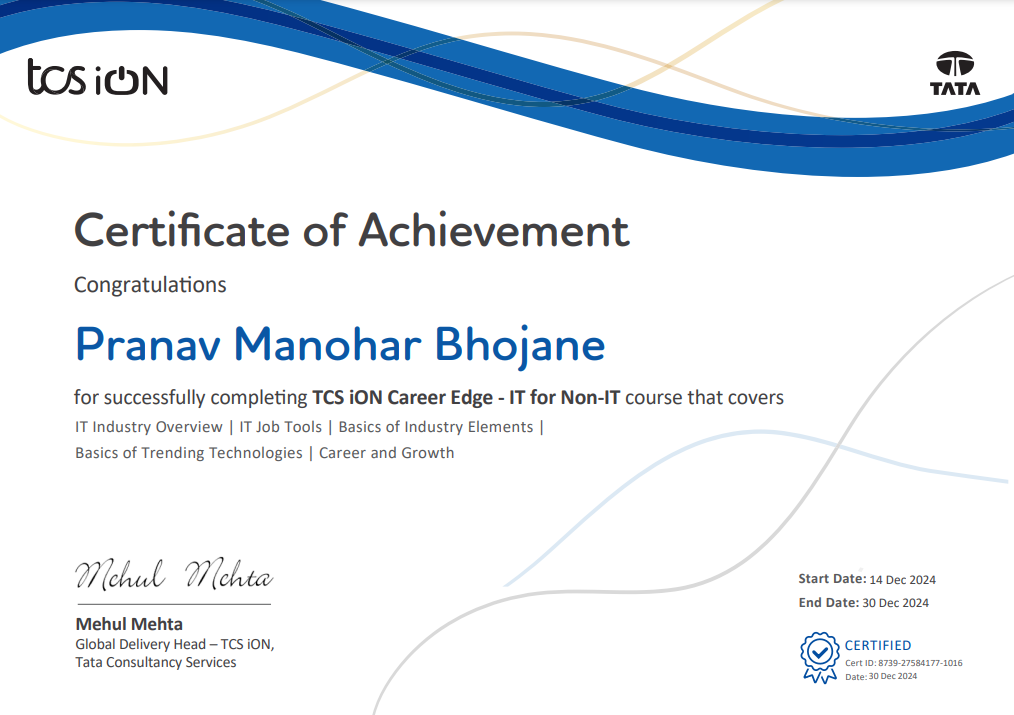 tcs iON
TATA
Certificate of Achievement
Congratulations
Pranav Manohar Bhojane
for successfully completing TCS iON Career Edge - IT for Non-IT course that covers
IT Industry Overview | IT Job Tools | Basics of Industry Elements |
Basics of Trending Technologies | Career and Growth
Mehul Mehta
Mehul Mehta
Global Delivery Head – TCS iON,
Tata Consultancy Services
Start Date: 14 Dec 2024
End Date: 30 Dec 2024
CERTIFIED
Cert ID: 8739-27584177-1016
Date: 30 Dec 2024